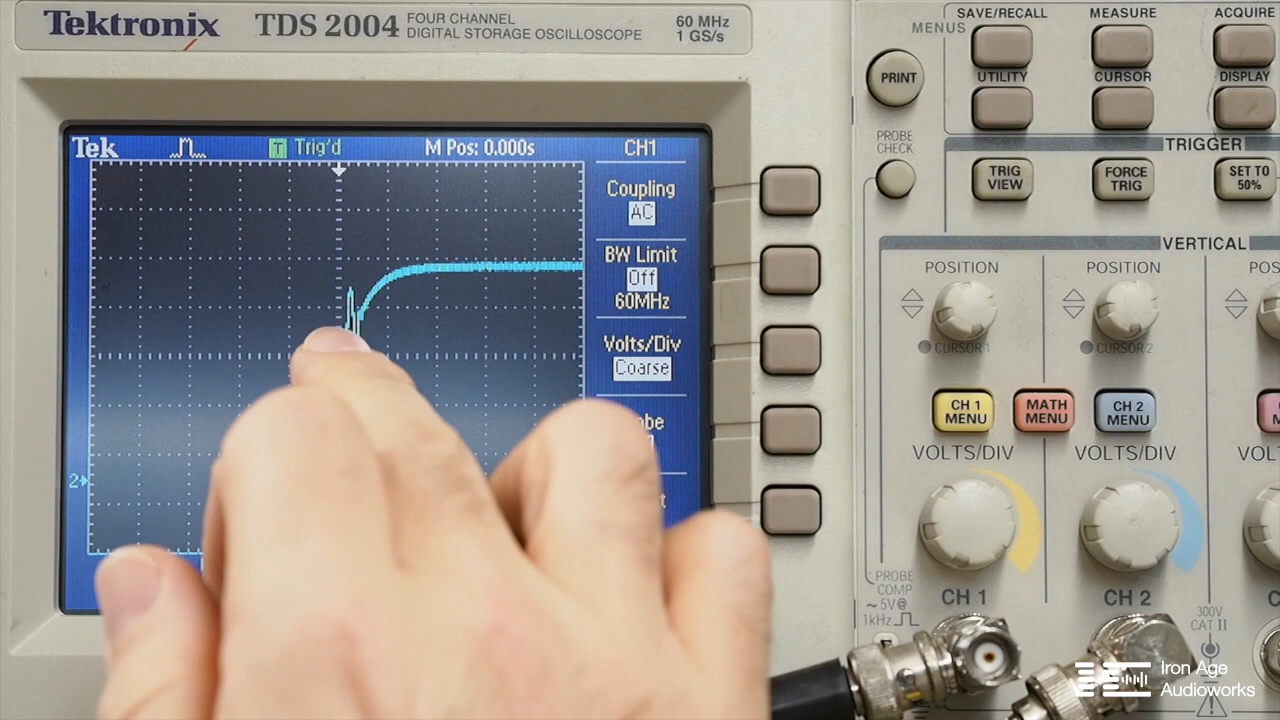 Tektronix TDS 2004 FOUR CHANNEL
DIGITAL STORAGE OSCILLOSCOPE
60 MHz
1 GS/s
Tek T Trig'd M Pos: 0.000s CH1
Coupling
AC
BW Limit
Off
60MHz
Volts/Div
Coarse
2
MENUS
SAVE/RECALL MEASURE ACQUIRE
PRINT
UTILITY CURSOR DISPLAY
PROBE
CHECK
TRIGGER
TRIG
VIEW
FORCE
TRIG
SET TO
50%
VERTICAL
POSITION POSITION
CURSOR 1 CURSOR 2
CH 1
MENU
MATH
MENU
CH 2
MENU
VOLTS/DIV VOLTS/DIV
CH 1 CH 2
PROBE
COMP
~5V@
1kHz
300V
CAT II
Iron Age
Audioworks